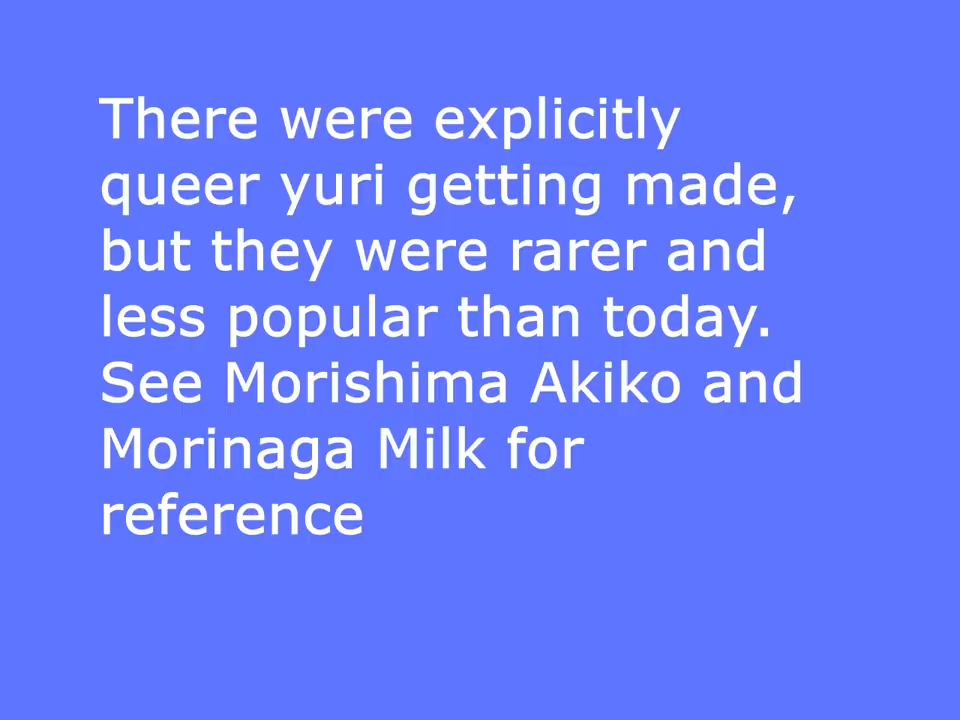 There were explicitly
queer yuri getting made,
but they were rarer and
less popular than today.
See Morishima Akiko and
Morinaga Milk for
reference